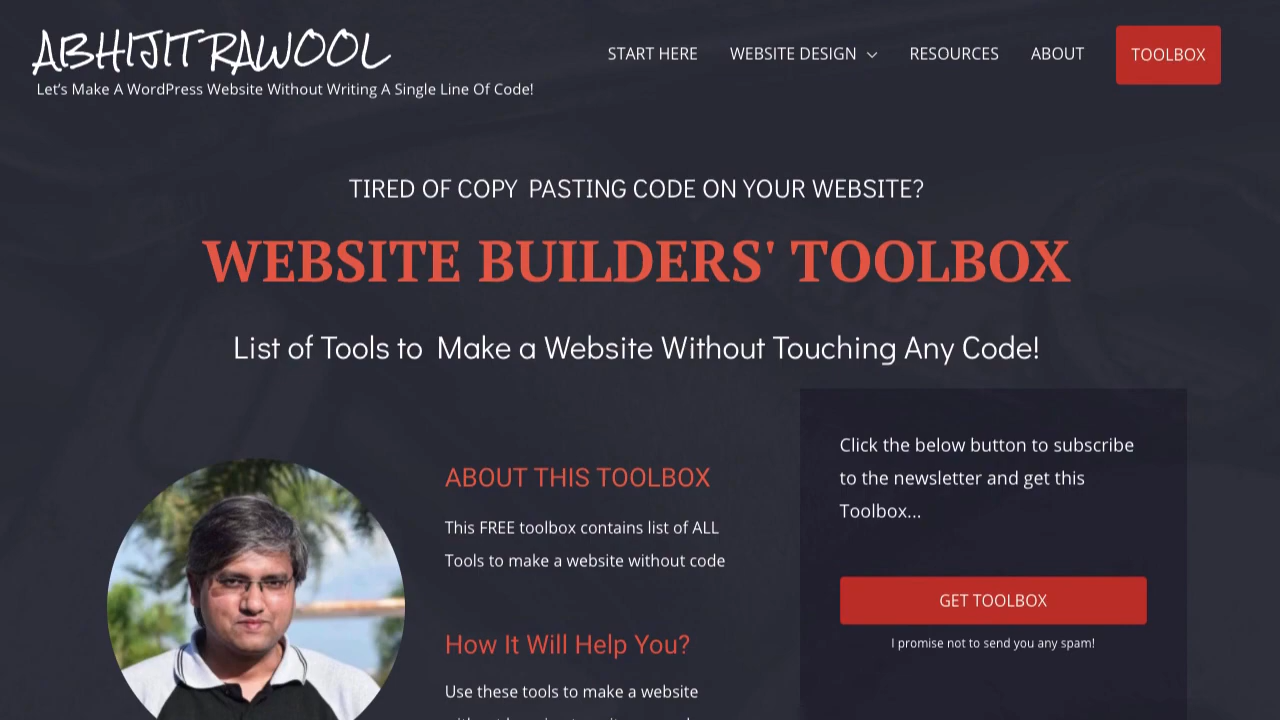 ABHIJIT RAWOOL
Let's Make A WordPress Website Without Writing A Single Line Of Code!
START HERE
WEBSITE DESIGN
RESOURCES
ABOUT
TOOLBOX
TIRED OF COPY PASTING CODE ON YOUR WEBSITE?
WEBSITE BUILDERS' TOOLBOX
List of Tools to Make a Website Without Touching Any Code!
ABOUT THIS TOOLBOX
This FREE toolbox contains list of ALL
Tools to make a website without code
How It Will Help You?
Use these tools to make a website
Click the below button to subscribe
to the newsletter and get this
Toolbox...
GET TOOLBOX
I promise not to send you any spam!